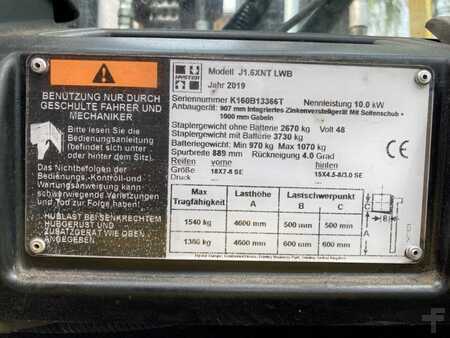 BENUTZUNG NUR DURCH
GESCHULTE FAHRER UND
MECHANIKER
Bitte lesen Sie die
Bedienungsanleitung
(befindet sich unter
oder am Sitz).
Nichtbefolgung der
Bedienungs-,Kontroll-und
Wartungsanweisung kann
schwerwiegende Verletzungen
und Tod zur Folge haben!
HUBLAST BEI SENKRECHTEM
HUBGERUST UND
ZUSATZGERÄT WIE OBEN
ANGEGEBEN.
HYSTER
Modell J1.6XNT LWB
Jahr 2019
Seriennummer K160B13366T Nennleistung 10.0 kW
Anbaugerät: 907 mm Integriertes Zinkenverstellgerät Mit Seitenschub +
1000 mm Gabeln
Staplergewicht ohne Batterie 2670 kg Volt 48
Staplergewicht mit Batterie 3730 kg
Batteriegewicht: Min 970 kg Max 1070 kg
Spurbreite 889 mm Rückneigung 4.0 Grad
Reifen vorne hinten
Größe 18X7-8 SE 15X4.5-8/3.0 SE
Druck --- ---
CE
Max Tragfähigkeit Lasthöhe A Lastschwerpunkt B C
1540 kg 4600 mm 500 mm 500 mm
1380 kg 4600 mm 600 mm 600 mm
B
A
C